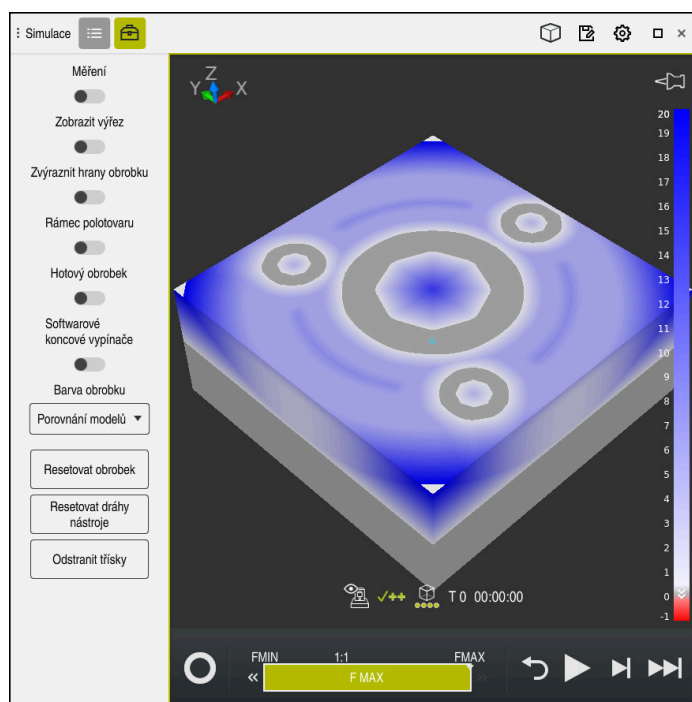 Simulace
Měření
Zobrazit výřez
Zvýraznit hrany obrobku
Rámec polotovaru
Hotový obrobek
Softwarové
koncové vypínače
Barva obrobku
Porovnání modelů
Resetovat obrobek
Resetovat dráhy
nástroje
Odstranit třísky
Z
Y X
20
19
18
17
16
15
14
13
12
11
10
9
8
7
6
5
4
3
2
1
0
-1
T 0 00:00:00
FMIN 1:1 FMAX
F MAX